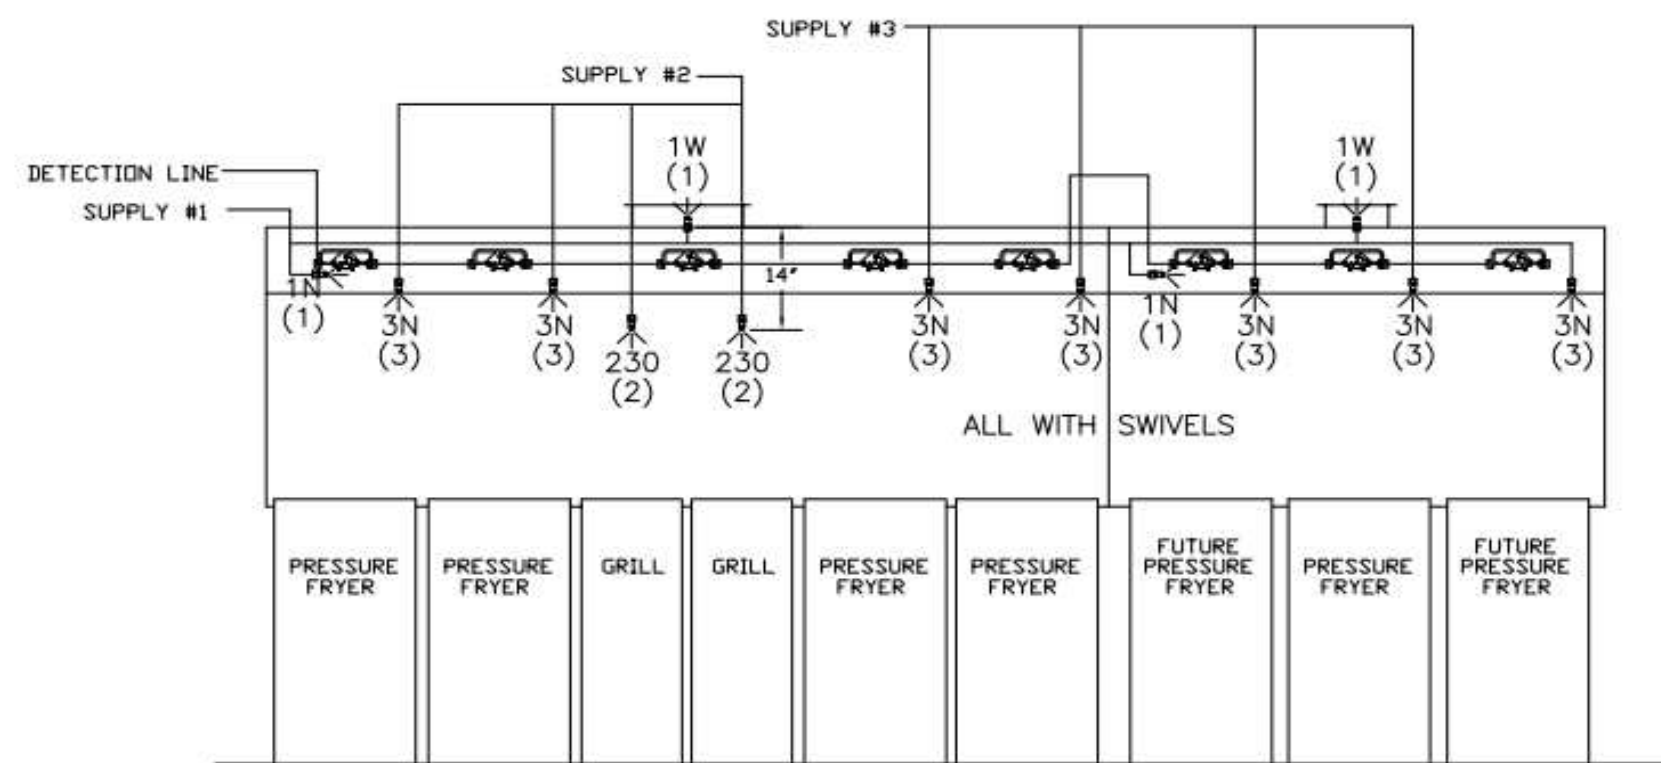 SUPPLY #3
SUPPLY #2
1W
(1)
1W
(1)
DETECTION LINE
SUPPLY #1
14"
1N
(1)
3N
(3)
3N
(3)
230
(2)
230
(2)
3N
(3)
3N
(3)
1N
(1)
3N
(3)
3N
(3)
3N
(3)
ALL WITH SWIVELS
PRESSURE
FRYER
PRESSURE
FRYER
GRILL
GRILL
PRESSURE
FRYER
PRESSURE
FRYER
FUTURE
PRESSURE
FRYER
PRESSURE
FRYER
FUTURE
PRESSURE
FRYER